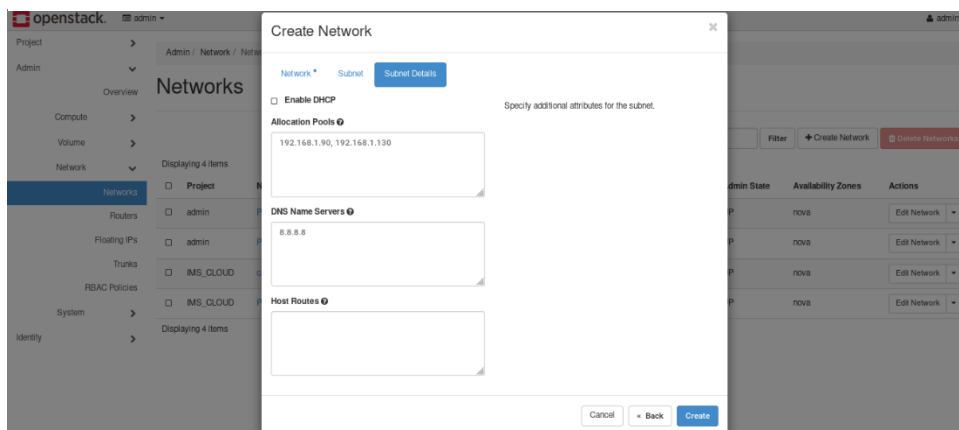 openstack. admin
admin
Project
Admin
Overview
Compute
Volume
Network
Networks
Routers
Floating IPs
Trunks
RBAC Policies
System
Identity
Admin / Network /
Networks
Filter
+ Create Network
Delete Networks
Displaying 4 items
Project
Admin State
Availability Zones
Actions
admin
nova
Edit Network
admin
nova
Edit Network
IMS_CLOUD
nova
Edit Network
IMS_CLOUD
nova
Edit Network
Displaying 4 items
Create Network
Network * Subnet Subnet Details
Enable DHCP
Specify additional attributes for the subnet.
Allocation Pools
192.168.1.90, 192.168.1.130
DNS Name Servers
8.8.8.8
Host Routes
Cancel
« Back
Create